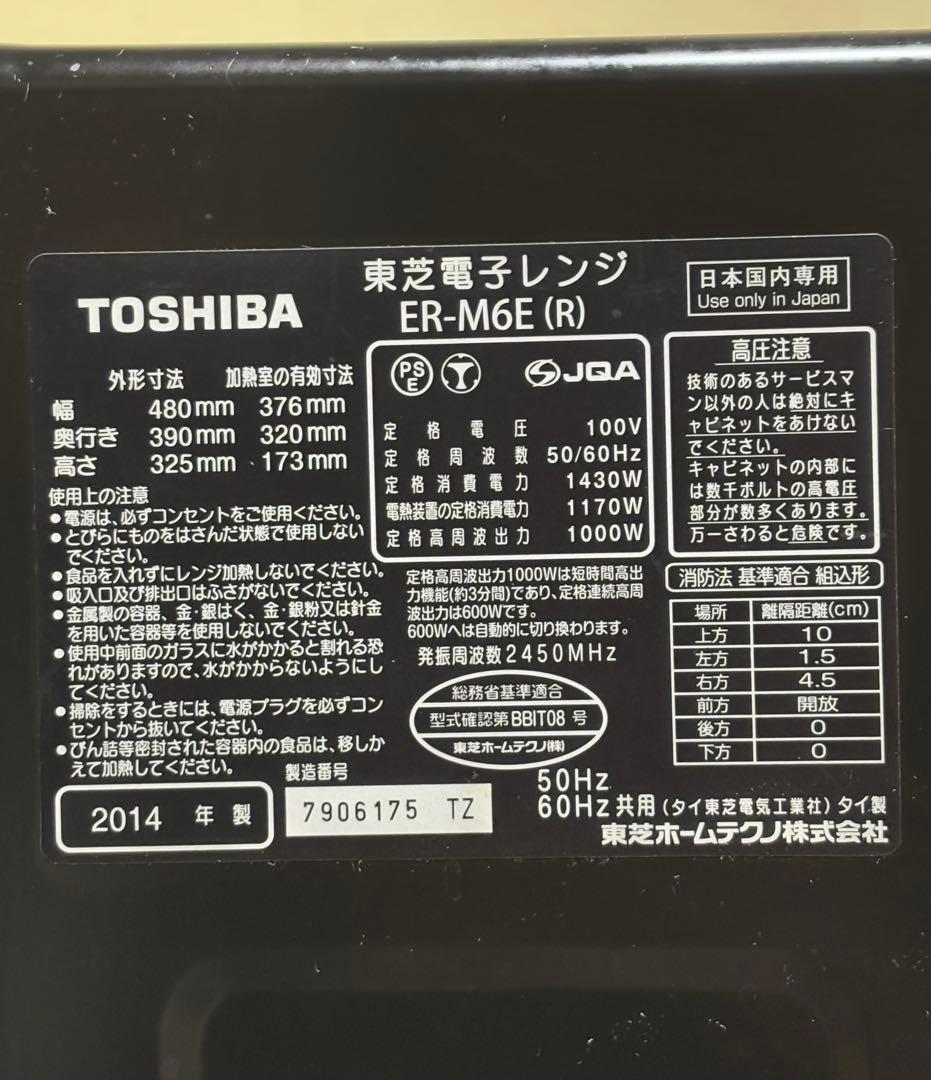 東芝電子レンジ
TOSHIBA
ER-M6E (R)
日本国内専用
Use only in Japan
外形寸法 加熱室の有効寸法
幅 480mm 376mm
奥行き 390mm 320mm
高さ 325mm 173mm
使用上の注意
●電源は、必ずコンセントをご使用ください。
●とびらにものをはさんだ状態で使用しない
でください。
●食品を入れずにレンジ加熱しないでください。
●吸入口及び排出口はふさがないでください。
●金属製の容器、金・銀はく、金・銀粉又は針金
を用いた容器等を使用しないでください。
●使用中前面のガラスに水がかかると割れる恐
れがありますので、水がかからないようにし
てください。
●掃除をするときには、電源プラグを必ずコン
セントから抜いてください。
●びん詰等密封された容器内の食品は、移しか
えて加熱してください。
PS
E
JQA
定格電圧 100V
定格周波数 50/60Hz
定格消費電力 1430W
電熱装置の定格消費電力 1170W
定格高周波出力 1000W
定格高周波出力1000Wは短時間高出
力機能(約3分間)であり、定格連続高周
波出力は600Wです。
600Wへは自動的に切り換わります。
発振周波数2450MHz
総務省基準適合
型式確認第BBIT08号
東芝ホームテクノ(株)
高圧注意
技術のあるサービスマ
ン以外の人は絶対にキ
ャビネットをあけない
でください。
キャビネットの内部に
は数千ボルトの高電圧
部分が数多くあります。
万一さわると危険です。
消防法 基準適合 組込形
場所 離隔距離(cm)
上方 10
左方 1.5
右方 4.5
前方 開放
後方 0
下方 0
2014 年 製
製造番号
7906175 TZ
50Hz
60Hz共用 (タイ東芝電気工業社) タイ製
東芝ホームテクノ株式会社